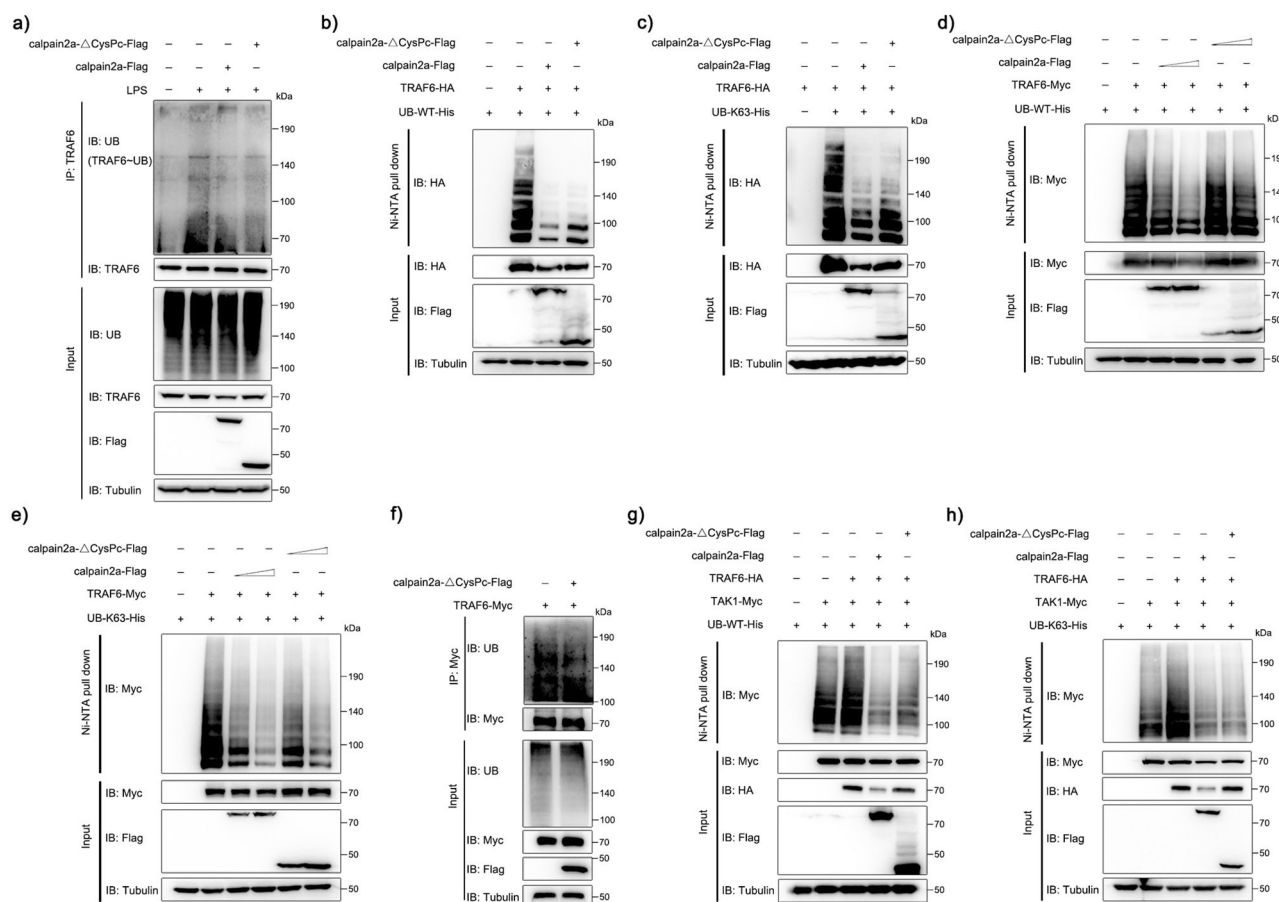 a)
calpain2a-△CysPc-Flag − − − +
calpain2a-Flag − − + −
LPS − + + +
kDa
IP: TRAF6
IB: UB
(TRAF6~UB)
190
140
100
70
IB: TRAF6
70
Input
IB: UB
190
140
100
IB: TRAF6
70
IB: Flag
70
50
IB: Tubulin
50
b)
calpain2a-△CysPc-Flag − − − +
calpain2a-Flag − − + −
TRAF6-HA − + + +
UB-WT-His + + + +
kDa
Ni-NTA pull down
IB: HA
190
140
100
Input
IB: HA
70
IB: Flag
70
50
IB: Tubulin
50
c)
calpain2a-△CysPc-Flag − − − +
calpain2a-Flag − − + −
TRAF6-HA + + + +
UB-K63-His − + + +
kDa
Ni-NTA pull down
IB: HA
190
140
100
Input
IB: HA
70
IB: Flag
70
50
IB: Tubulin
50
d)
calpain2a-△CysPc-Flag − − − −
calpain2a-Flag − − − −
TRAF6-Myc − + + + + +
UB-WT-His + + + + + +
kDa
Ni-NTA pull down
IB: Myc
190
140
100
Input
IB: Myc
70
IB: Flag
70
50
IB: Tubulin
50
e)
calpain2a-△CysPc-Flag − − − −
calpain2a-Flag − − − −
TRAF6-Myc − + + + + +
UB-K63-His + + + + + +
kDa
Ni-NTA pull down
IB: Myc
190
140
100
Input
IB: Myc
70
IB: Flag
70
50
IB: Tubulin
50
f)
calpain2a-△CysPc-Flag − +
TRAF6-Myc + +
kDa
IP: Myc
IB: UB
190
140
100
IB: Myc
70
Input
IB: UB
190
140
100
IB: Myc
70
IB: Flag
50
IB: Tubulin
50
g)
calpain2a-△CysPc-Flag − − − − +
calpain2a-Flag − − − + −
TRAF6-HA − − + + +
TAK1-Myc − + + + +
UB-WT-His + + + + +
kDa
Ni-NTA pull down
IB: Myc
190
140
100
Input
IB: Myc
70
IB: HA
70
IB: Flag
70
50
IB: Tubulin
50
h)
calpain2a-△CysPc-Flag − − − − +
calpain2a-Flag − − − + −
TRAF6-HA − − + + +
TAK1-Myc − + + + +
UB-K63-His + + + + +
kDa
Ni-NTA pull down
IB: Myc
190
140
100
Input
IB: Myc
70
IB: HA
70
IB: Flag
70
50
IB: Tubulin
50